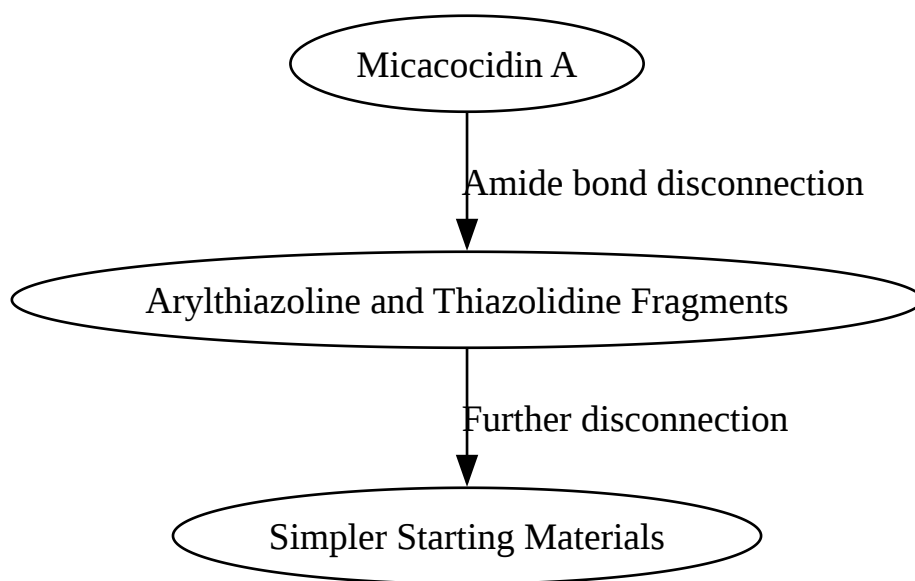 Micacocidin A
Amide bond disconnection
Arylthiazoline and Thiazolidine Fragments
Further disconnection
Simpler Starting Materials